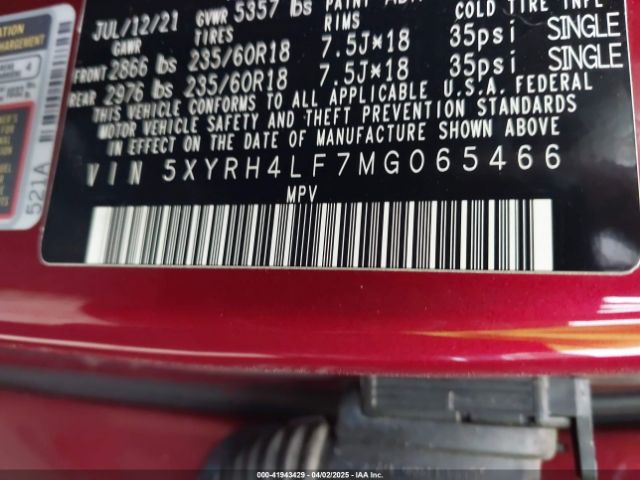 JUL/12/21 GVWR 5357 lbs PAINT COLD TIRE INFL
GAWR TIRES RIMS
FRONT 2866 lbs 235/60R18 7.5J×18 35psi SINGLE
REAR 2976 lbs 235/60R18 7.5J×18 35psi SINGLE
THIS VEHICLE CONFORMS TO ALL APPLICABLE U.S.A. FEDERAL
MOTOR VEHICLE SAFETY AND THEFT PREVENTION STANDARDS
IN EFFECT ON THE DATE OF MANUFACTURE SHOWN ABOVE.
VIN 5XYRH4LF7MG065466
MPV
521A
00-41943429 - 04/02/2025 - IAA Inc.